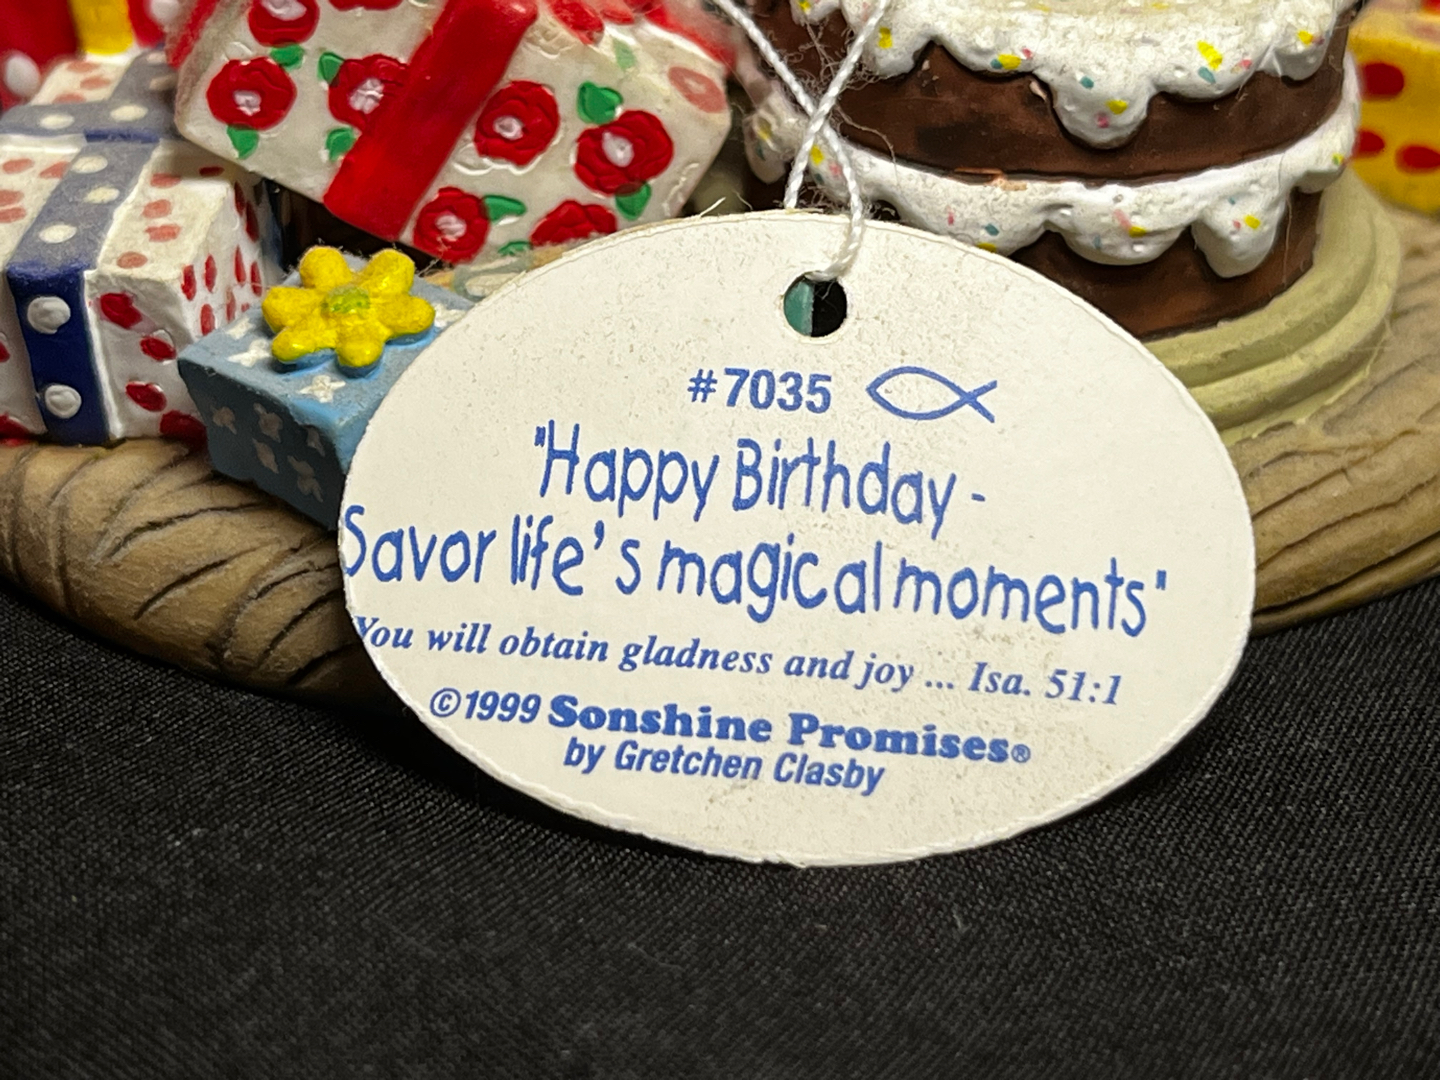 #7035
"Happy Birthday -
Savor life's magical moments"
You will obtain gladness and joy ... Isa. 51:1
©1999 Sonshine Promises®
by Gretchen Clasby